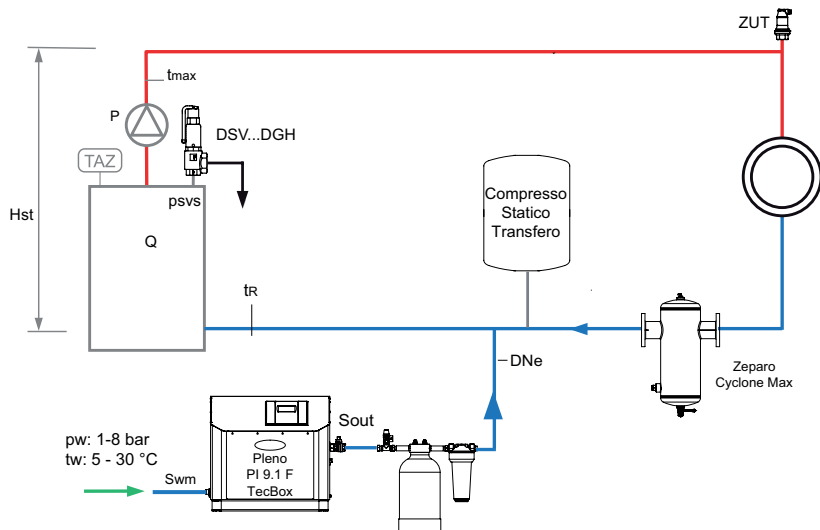 ZUT
tmax
P
DSV...DGH
TAZ
psvs
Compresso
Statico
Transfero
Hst
Q
tR
DNe
Zeparo
Cyclone Max
Sout
pw: 1-8 bar
tw: 5 - 30 °C
Swm
Pleno
PI 9.1 F
TecBox